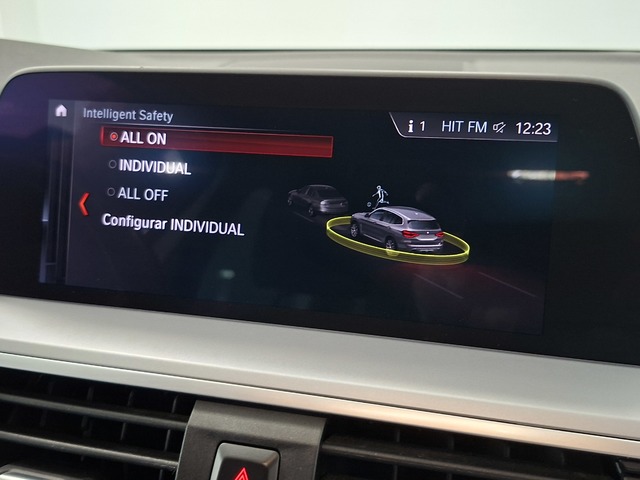 Intelligent Safety
i 1 HIT FM 12:23
ALL ON
INDIVIDUAL
ALL OFF
Configurar INDIVIDUAL